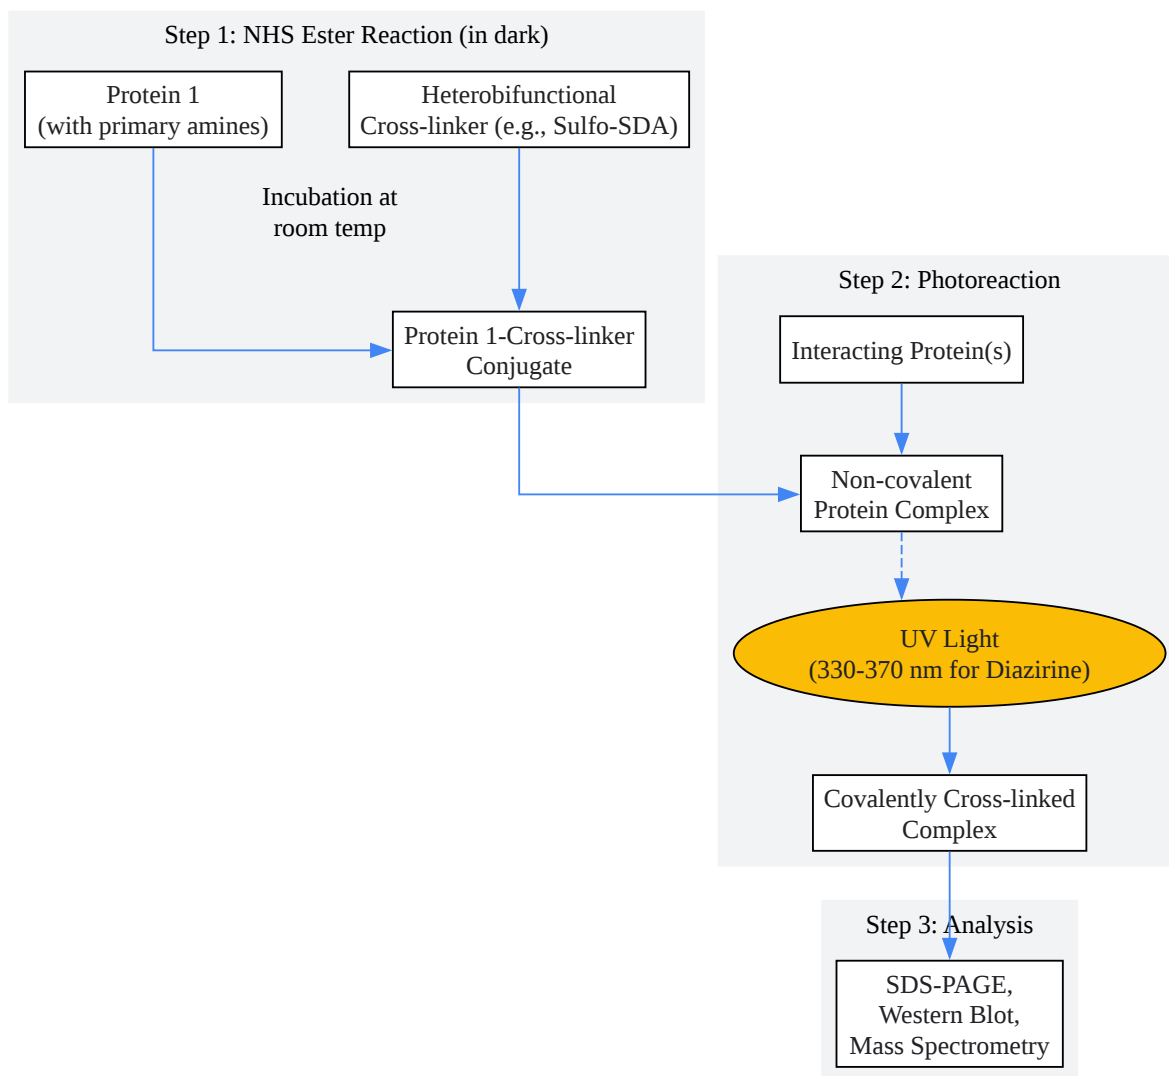 Step 1: NHS Ester Reaction (in dark)
Protein 1
(with primary amines)
Heterobifunctional
Cross-linker (e.g., Sulfo-SDA)
Incubation at
room temp
Protein 1-Cross-linker
Conjugate
Step 2: Photoreaction
Interacting Protein(s)
Non-covalent
Protein Complex
UV Light
(330-370 nm for Diazirine)
Covalently Cross-linked
Complex
Step 3: Analysis
SDS-PAGE,
Western Blot,
Mass Spectrometry